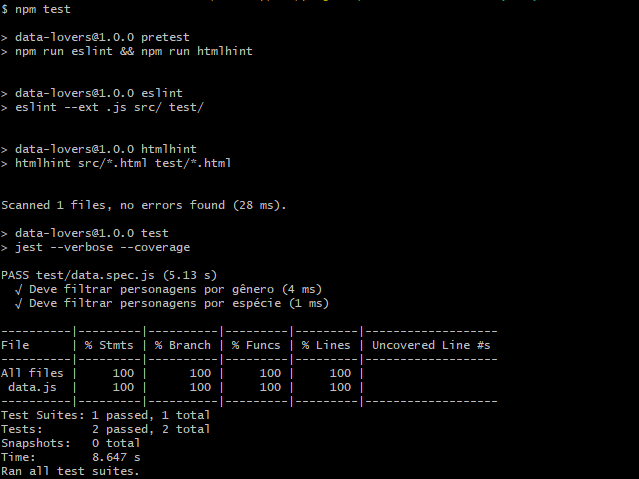 $ npm test
> data-lovers@1.0.0 pretest
> npm run eslint && npm run htmlhint
> data-lovers@1.0.0 eslint
> eslint --ext .js src/ test/
> data-lovers@1.0.0 htmlhint
> htmlhint src/*.html test/*.html
Scanned 1 files, no errors found (28 ms).
> data-lovers@1.0.0 test
> jest --verbose --coverage
PASS test/data.spec.js (5.13 s)
√ Deve filtrar personagens por gênero (4 ms)
√ Deve filtrar personagens por espécie (1 ms)
----------|---------|----------|---------|---------|-------------------
File      | % Stmts | % Branch | % Funcs | % Lines | Uncovered Line #s
----------|---------|----------|---------|---------|-------------------
All files |     100 |      100 |     100 |     100 |
 data.js  |     100 |      100 |     100 |     100 |
----------|---------|----------|---------|---------|-------------------
Test Suites: 1 passed, 1 total
Tests:       2 passed, 2 total
Snapshots:   0 total
Time:        8.647 s
Ran all test suites.